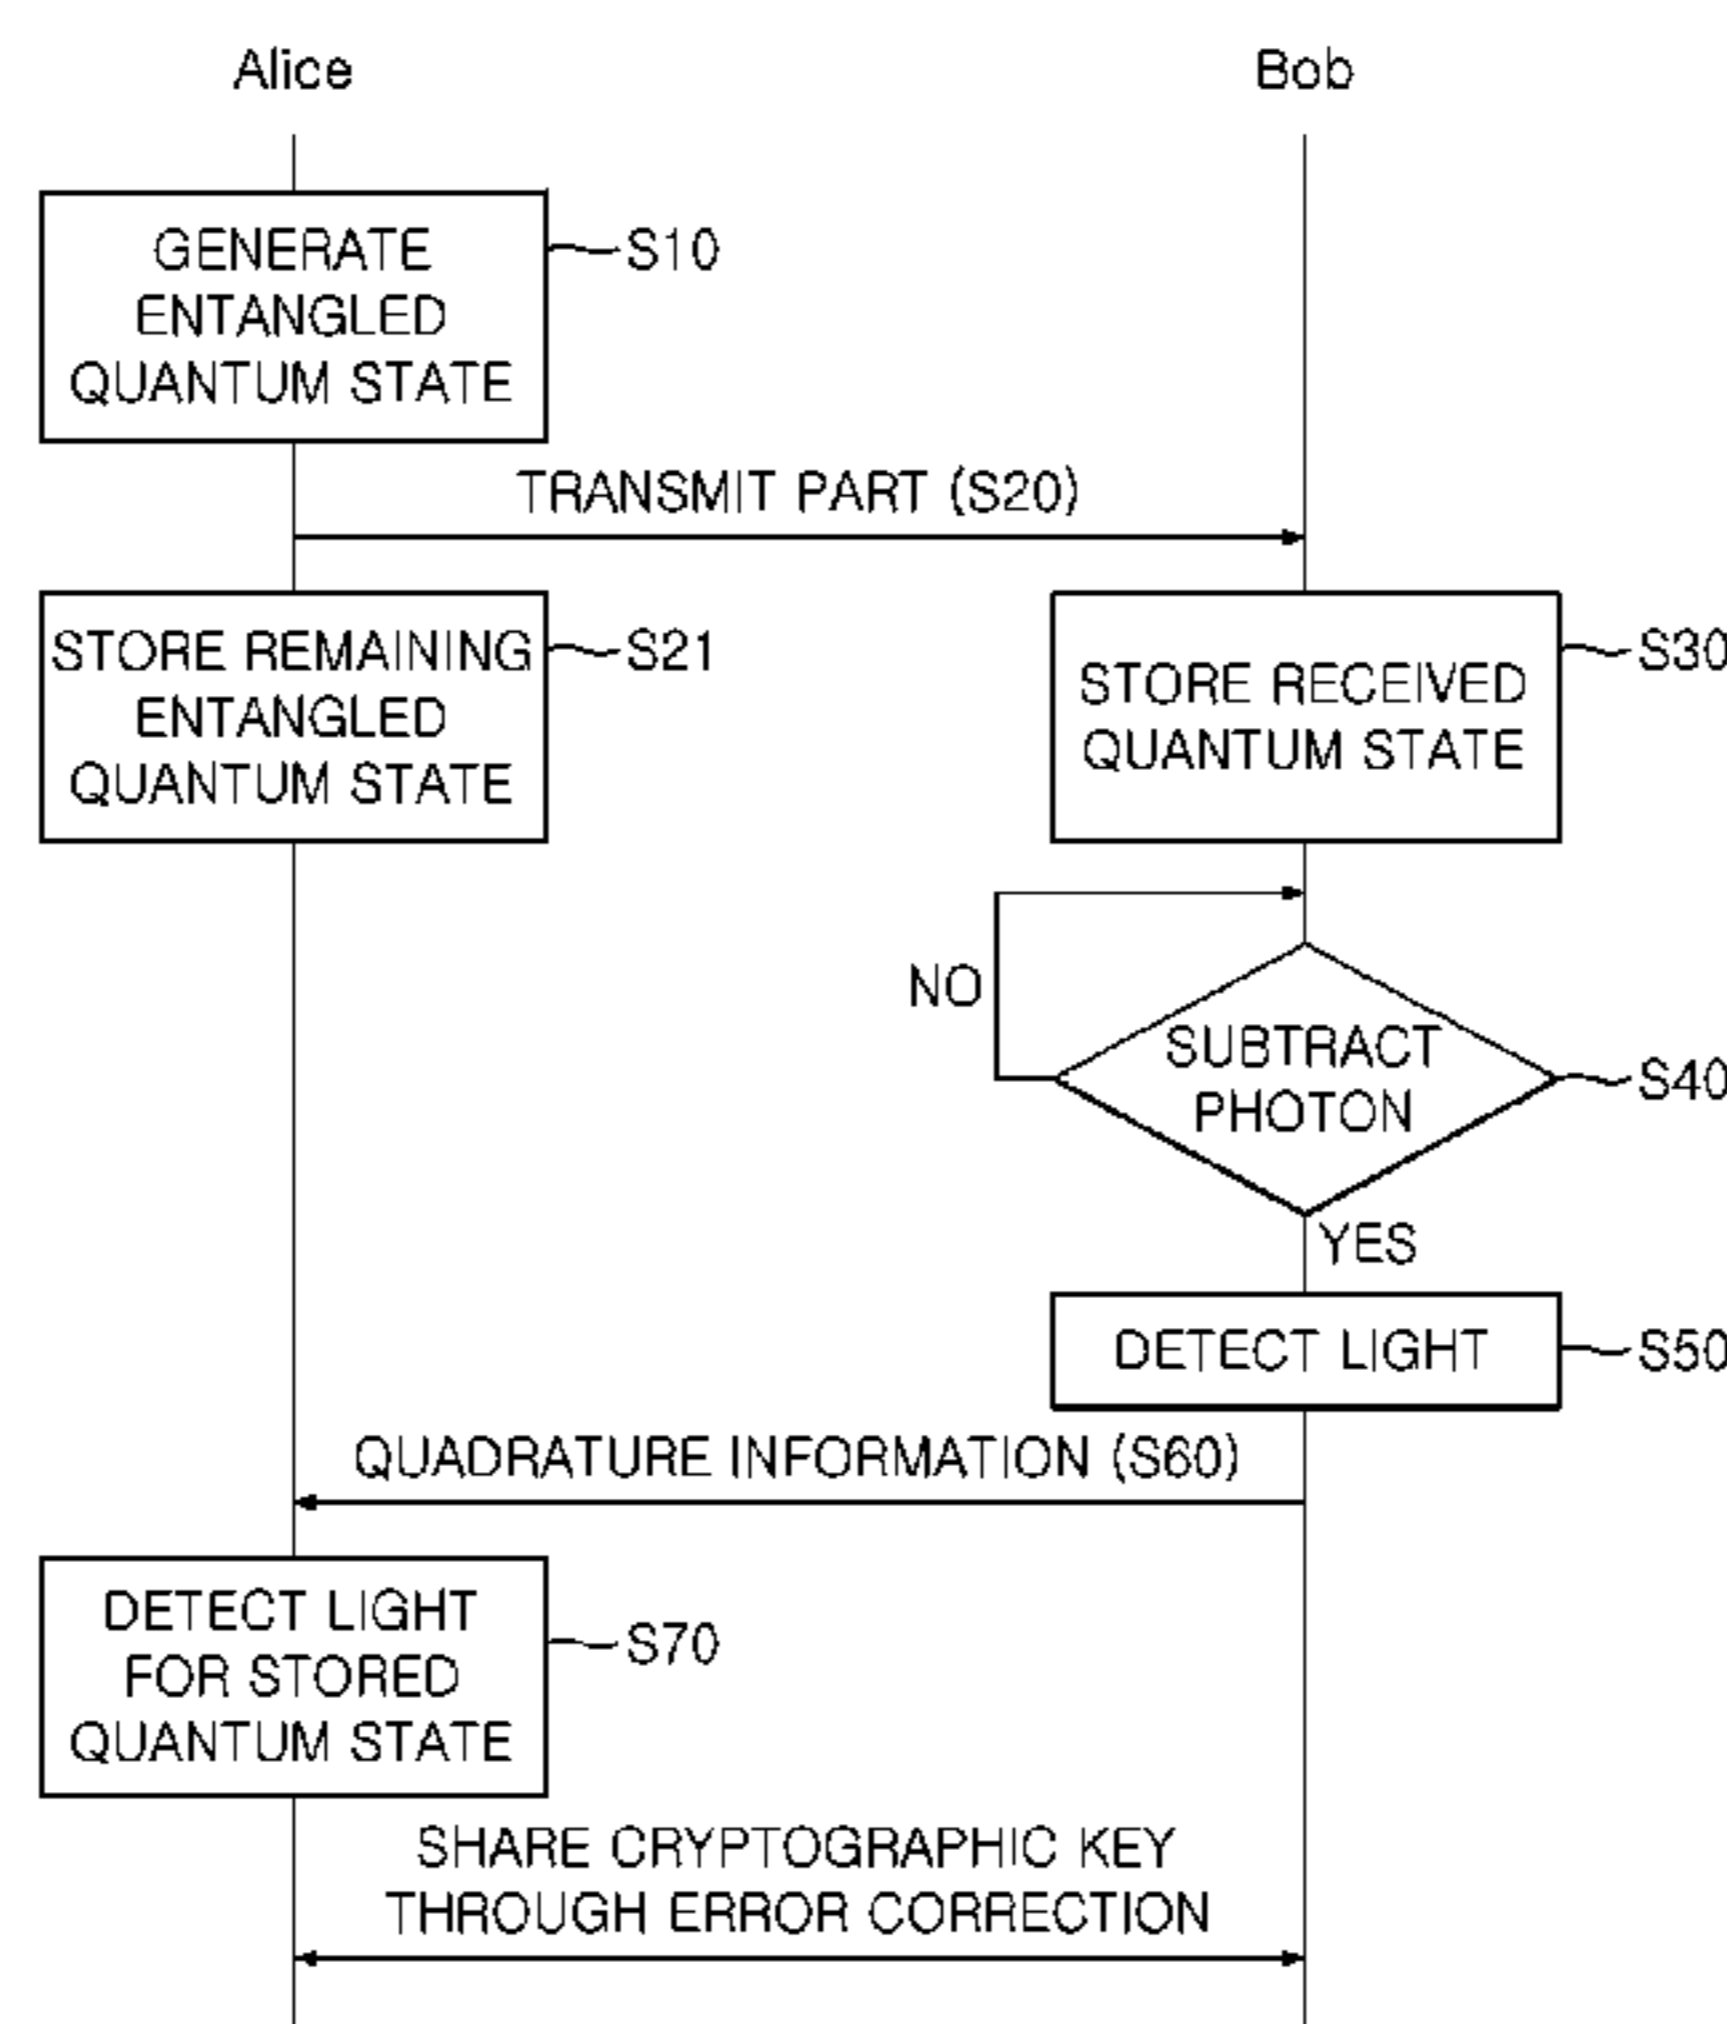 Alice
Bob
GENERATE
ENTANGLED
QUANTUM STATE
S10
TRANSMIT PART (S20)
STORE REMAINING
ENTANGLED
QUANTUM STATE
S21
STORE RECEIVED
QUANTUM STATE
S30
NO
SUBTRACT
PHOTON
S40
YES
DETECT LIGHT
S50
QUADRATURE INFORMATION (S60)
DETECT LIGHT
FOR STORED
QUANTUM STATE
S70
SHARE CRYPTOGRAPHIC KEY
THROUGH ERROR CORRECTION